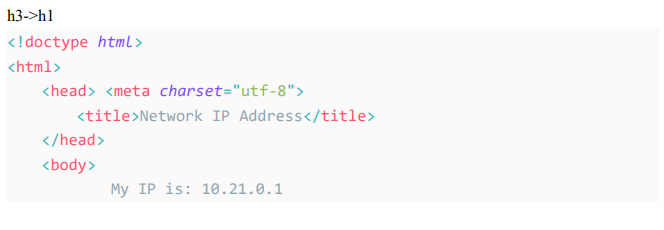 h3->h1
<!doctype html>
<html>
<head> <meta charset="utf-8">
<title>Network IP Address</title>
</head>
<body>
My IP is: 10.21.0.1